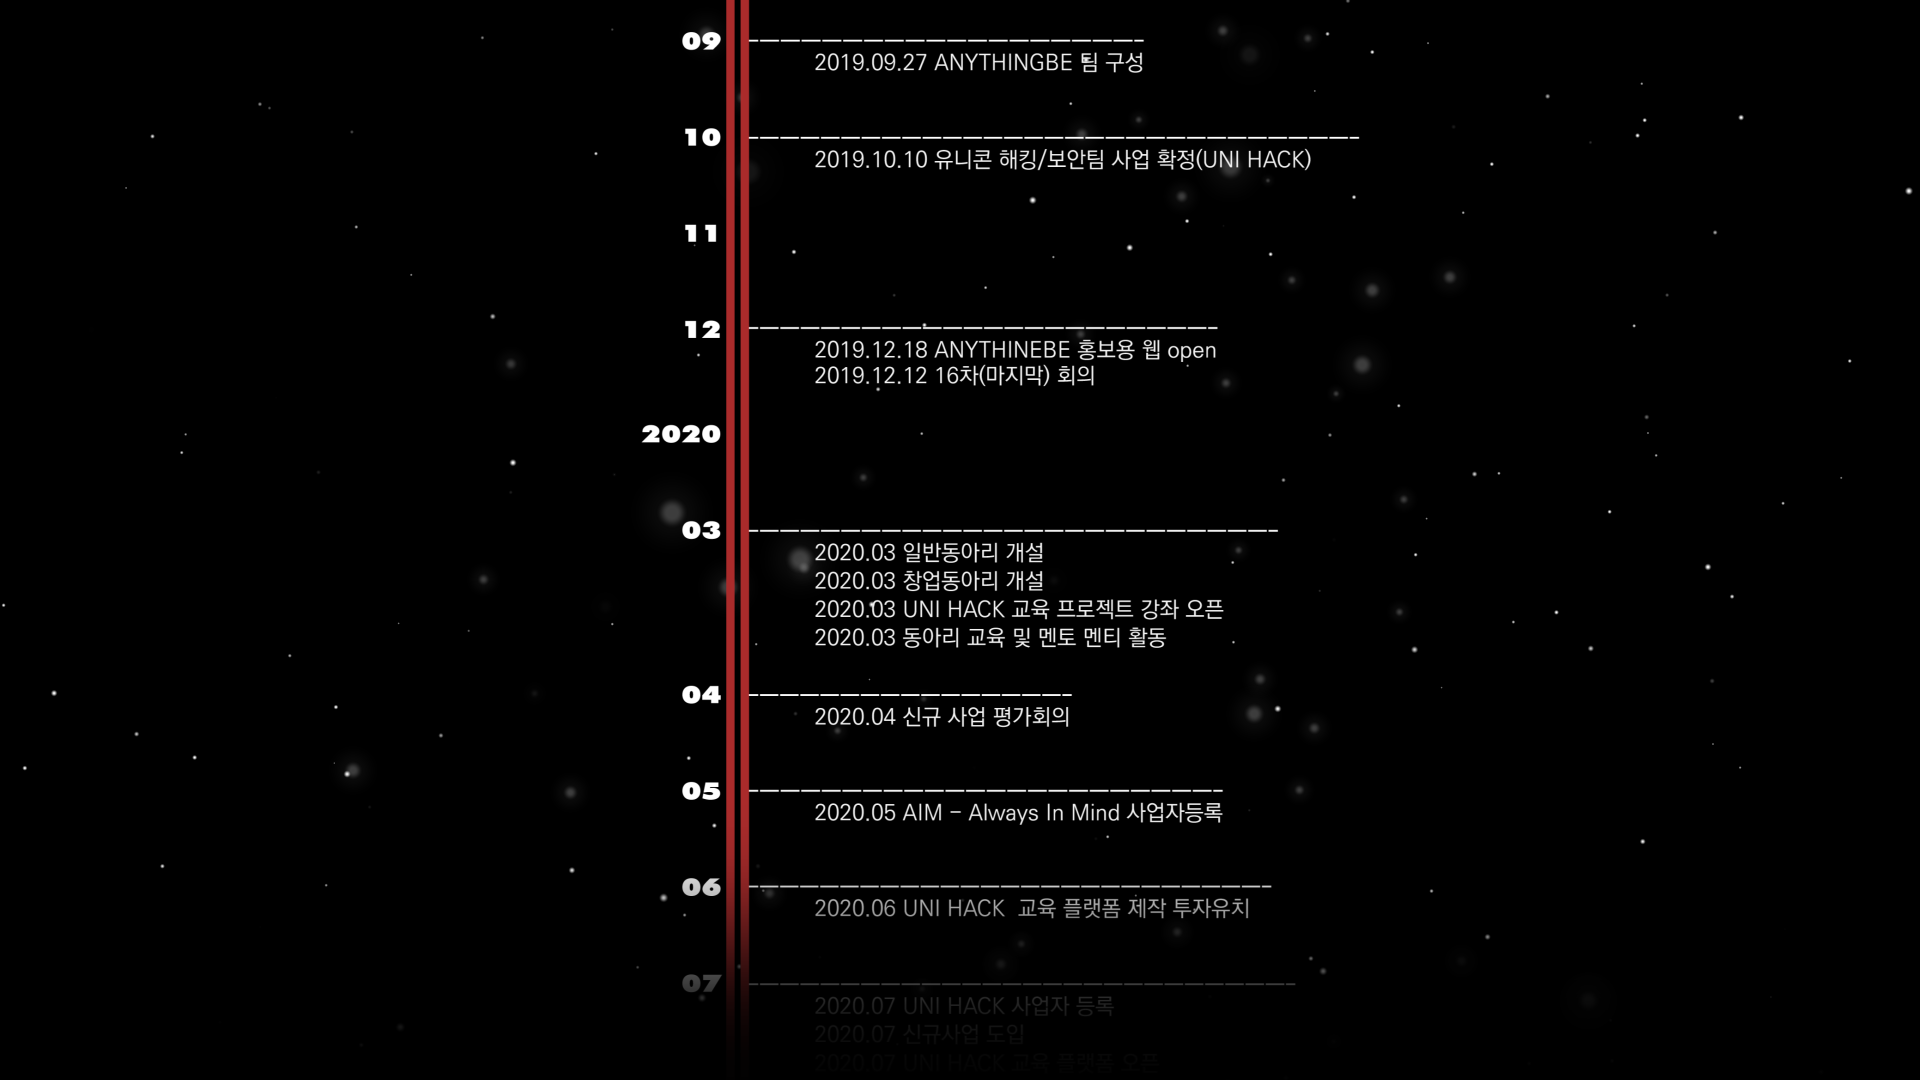 09
2019.09.27 ANYTHINGBE 팀 구성
10
2019.10.10 유니콘 해킹/보안팀 사업 확정(UNI HACK)
11
12
2019.12.18 ANYTHINEBE 홍보용 웹 open
2019.12.12 16차(마지막) 회의
2020
03
2020.03 일반동아리 개설
2020.03 창업동아리 개설
2020.03 UNI HACK 교육 프로젝트 강좌 오픈
2020.03 동아리 교육 및 멘토 멘티 활동
04
2020.04 신규 사업 평가회의
05
2020.05 AIM - Always In Mind 사업자등록
06
2020.06 UNI HACK 교육 플랫폼 제작 투자유치
07
2020.07 UNI HACK 사업자 등록
2020.07 신규사업 도입
2020.07 UNI HACK 교육 플랫폼 오픈